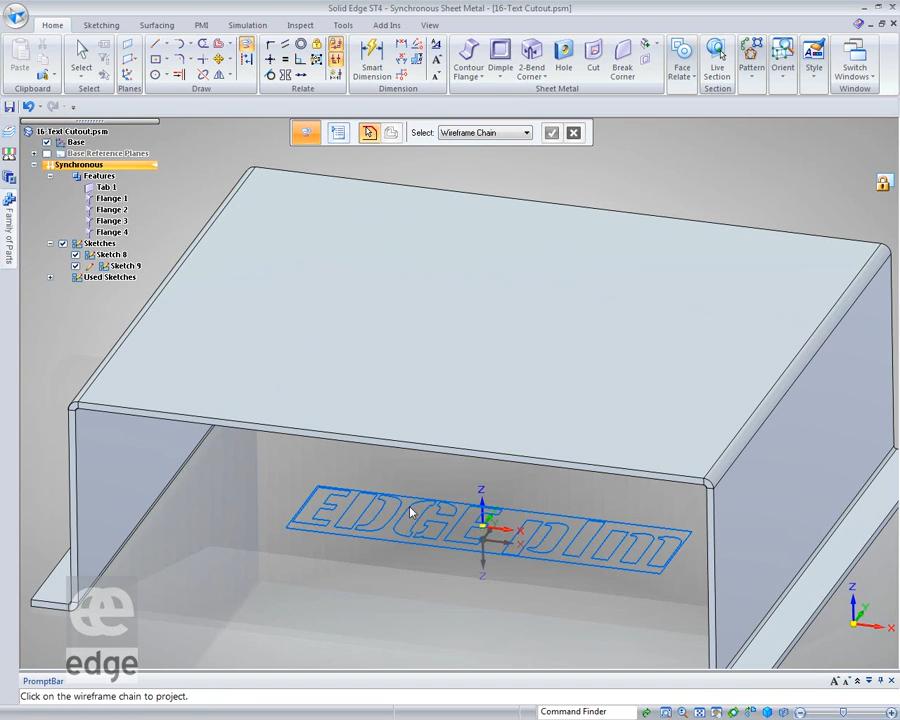 Solid Edge ST4 - Synchronous Sheet Metal - [16-Text Cutout.psm]
Home Sketching Surfacing PMI Simulation Inspect Tools Add Ins View
Paste
Clipboard
Select
Select
Planes
Draw
Relate
Smart Dimension
Dimension
Contour Flange
Dimple
2-Bend Corner
Hole
Cut
Break Corner
Sheet Metal
Face Relate
Live Section
Section
Pattern
Orient
Style
Switch Windows
Window
16-Text Cutout.psm
Base
Base Reference Planes
Synchronous
Features
Tab 1
Flange 1
Flange 2
Flange 3
Flange 4
Sketches
Sketch 8
Sketch 9
Used Sketches
Family of Parts
Select: Wireframe Chain
EDGE plm
Z
Y
X
X
Z
Z
Y
X
edge
PromptBar
Click on the wireframe chain to project.
Command Finder